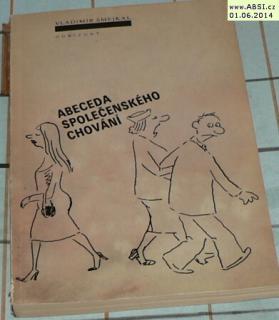 www.ABSI.cz
01.06.2014
VLADIMÍR ŠMEJKAL
HORIZONT
ABECEDA
SPOLEČENSKÉHO
CHOVÁNÍ